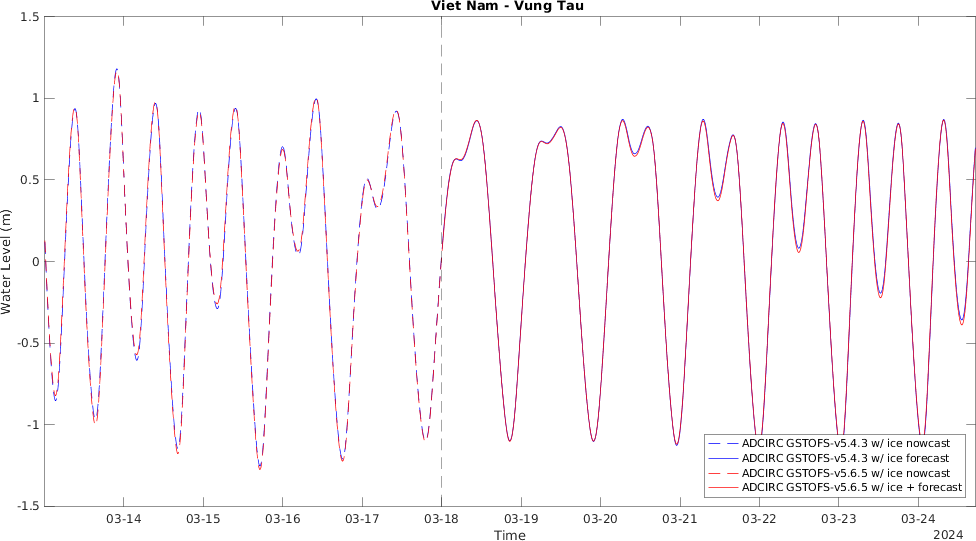 Viet Nam - Vung Tau
1.5
1
0.5
0
-0.5
-1
-1.5
Water Level (m)
ADCIRC GSTOFS-v5.4.3 w/ ice nowcast
ADCIRC GSTOFS-v5.4.3 w/ ice forecast
ADCIRC GSTOFS-v5.6.5 w/ ice nowcast
ADCIRC GSTOFS-v5.6.5 w/ ice + forecast
03-14 03-15 03-16 03-17 03-18 03-19 03-20 03-21 03-22 03-23 03-24
Time
2024